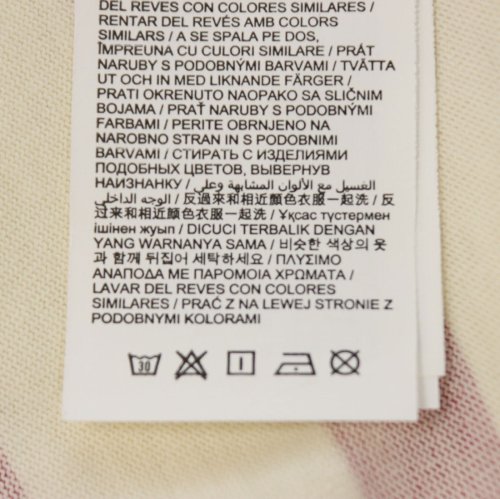 DEL REVES CON COLORES SIMILARES /
RENTAR DEL REVÉS AMB COLORS
SIMILARS / A SE SPALA PE DOS,
ÎMPREUNA CU CULORI SIMILARE / PRÁT
NARUBY S PODOBNÝMI BARVAMI / TVÄTTA
UT OCH IN MED LIKNANDE FÄRGER /
PRATI OKRENUTO NAOPAKO SA SLIČNIM
BOJAMA / PRAŤ NARUBY S PODOBNÝMI
FARBAMI / PERITE OBRNJENO NA
NAROBNO STRAN IN S PODOBNIMI
BARVAMI / СТИРАТЬ С ИЗДЕЛИЯМИ
ПОДОБНЫХ ЦВЕТОВ, ВЫВЕРНУВ
НАИЗНАНКУ / الغسيل مع الألوان المشابهة وعلى
الوجه الداخلي / 反過來和相近顏色衣服一起洗 / 反
过来和相近颜色衣服一起洗 / Ұқсас түстермен
ішінен жуып / DICUCI TERBALIK DENGAN
YANG WARNANYA SAMA / 비슷한 색상의 옷
과 함께 뒤집어 세탁하세요 / ΠΛΥΣΙΜΟ
ΑΝΑΠΟΔΑ ΜΕ ΠΑΡΟΜΟΙΑ ΧΡΩΜΑΤΑ /
LAVAR DEL REVES CON COLORES
SIMILARES / PRAĆ Z NA LEWEJ STRONIE Z
PODOBNYMI KOLORAMI
30